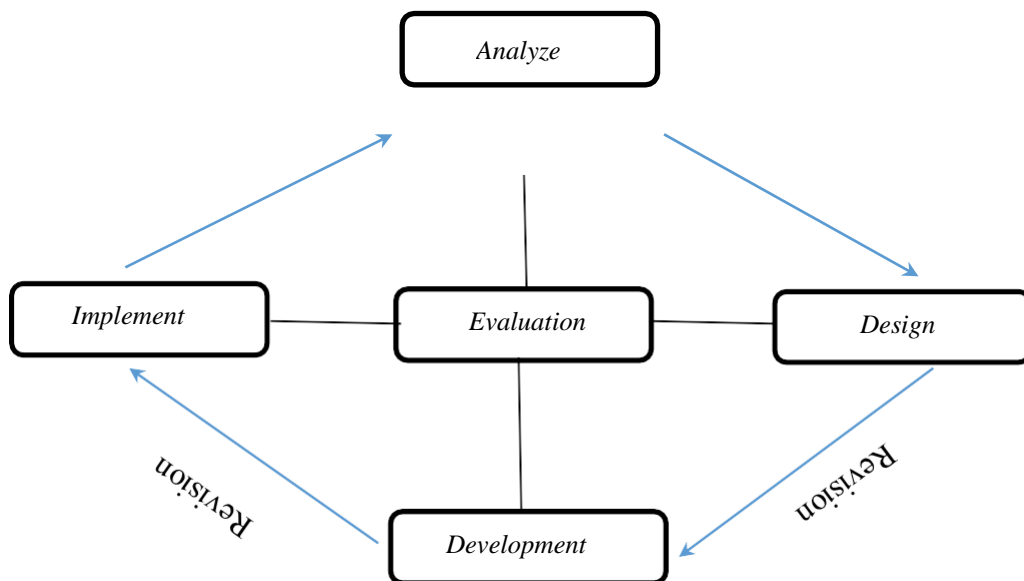 Analyze
Implement
Evaluation
Design
Revision
Revision
Development